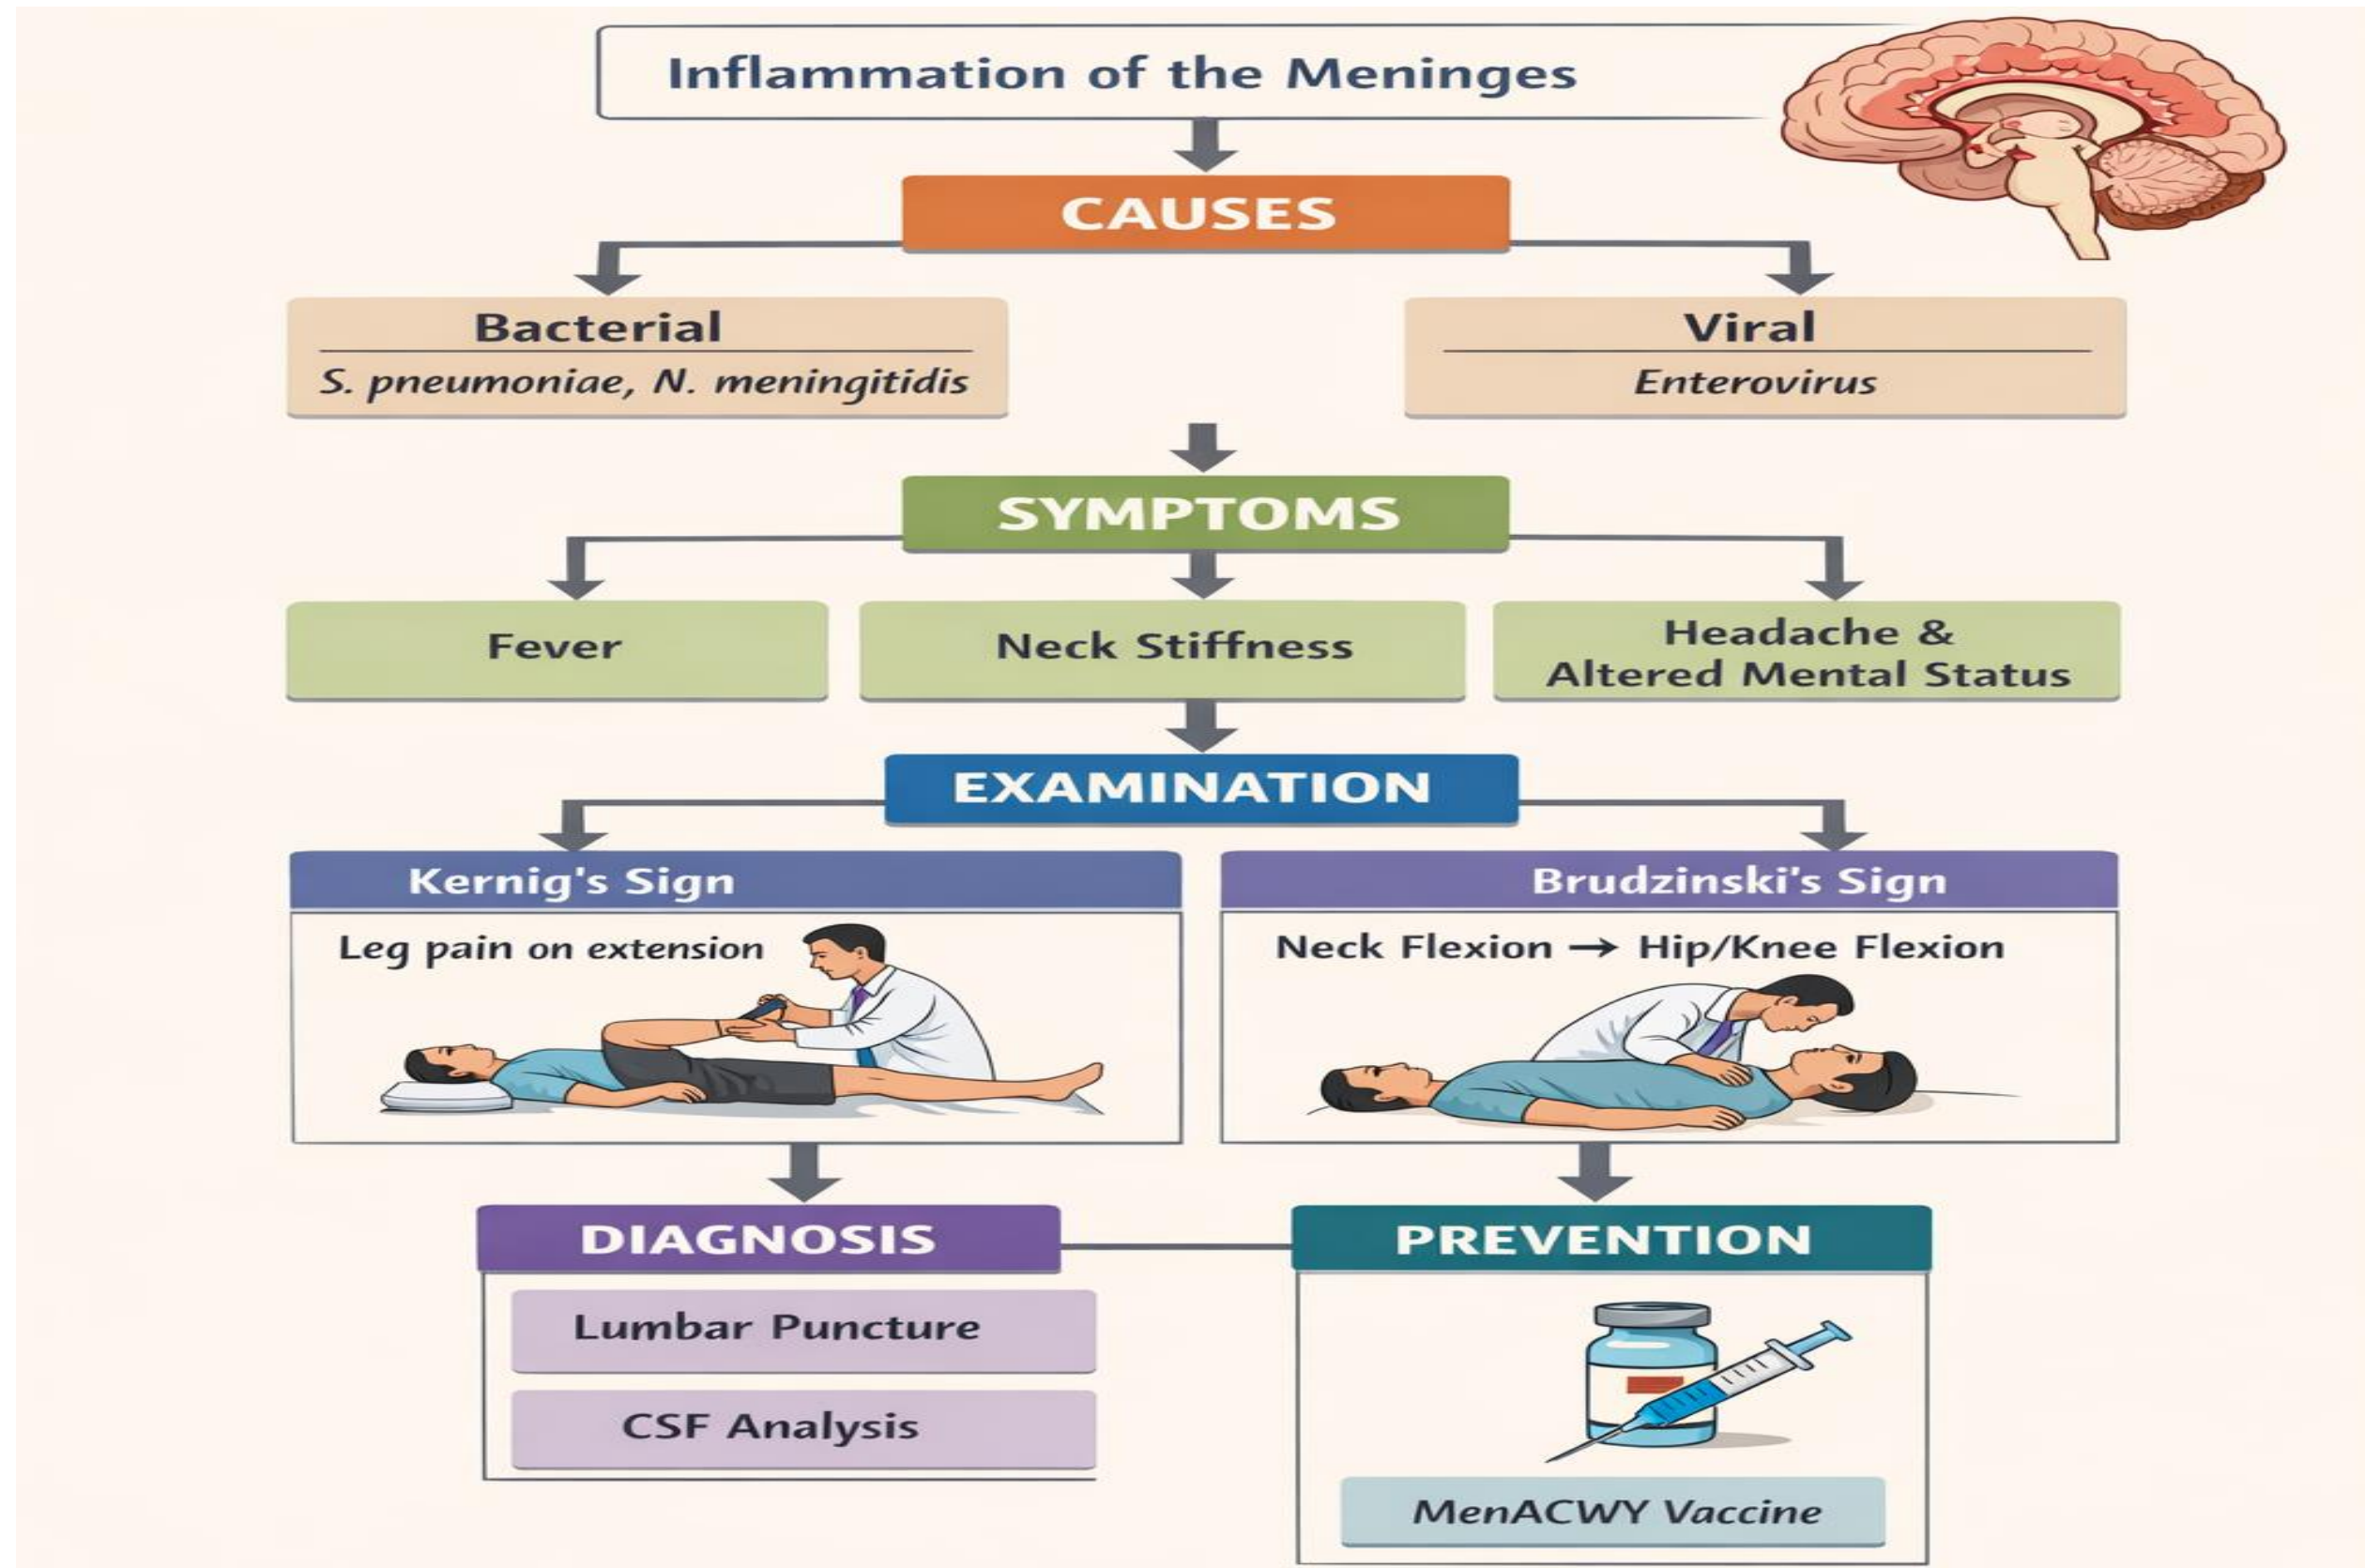 Inflammation of the Meninges
CAUSES
Bacterial
S. pneumoniae, N. meningitidis
Viral
Enterovirus
SYMPTOMS
Fever
Neck Stiffness
Headache &
Altered Mental Status
EXAMINATION
Kernig's Sign
Leg pain on extension
Brudzinski's Sign
Neck Flexion → Hip/Knee Flexion
DIAGNOSIS
Lumbar Puncture
CSF Analysis
PREVENTION
MenACWY Vaccine